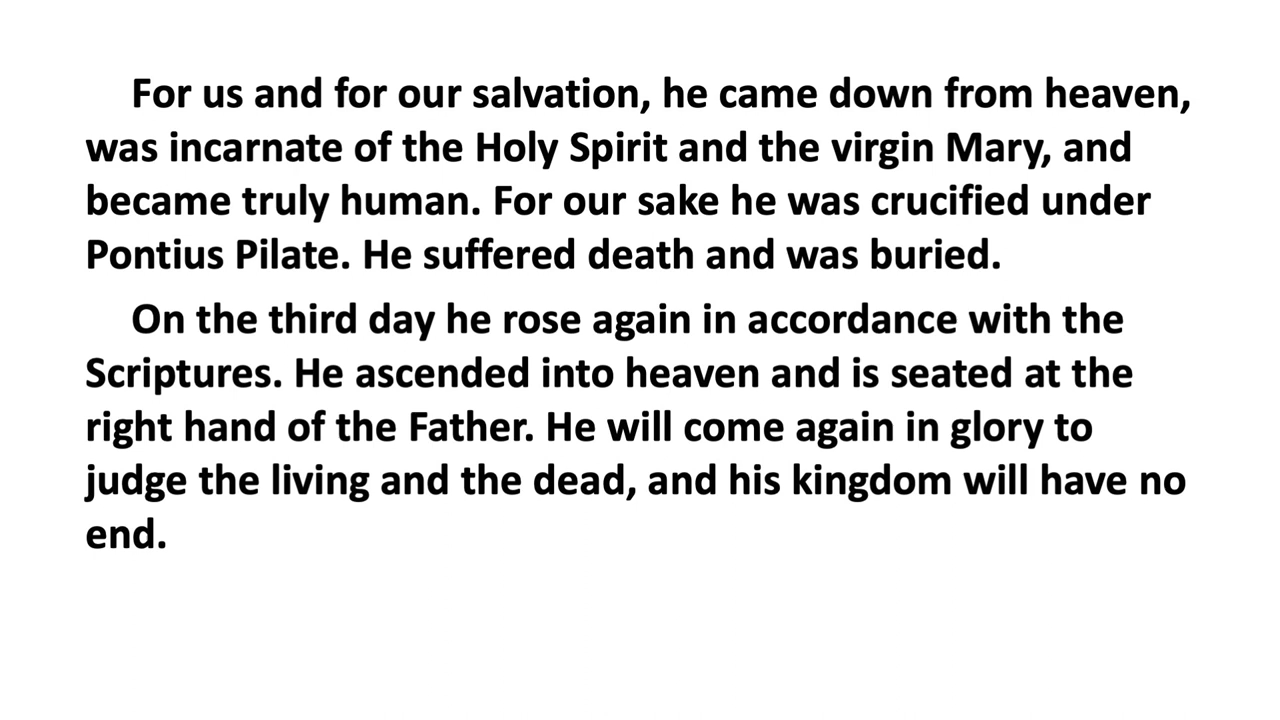 For us and for our salvation, he came down from heaven,
was incarnate of the Holy Spirit and the virgin Mary, and
became truly human. For our sake he was crucified under
Pontius Pilate. He suffered death and was buried.
On the third day he rose again in accordance with the
Scriptures. He ascended into heaven and is seated at the
right hand of the Father. He will come again in glory to
judge the living and the dead, and his kingdom will have no
end.